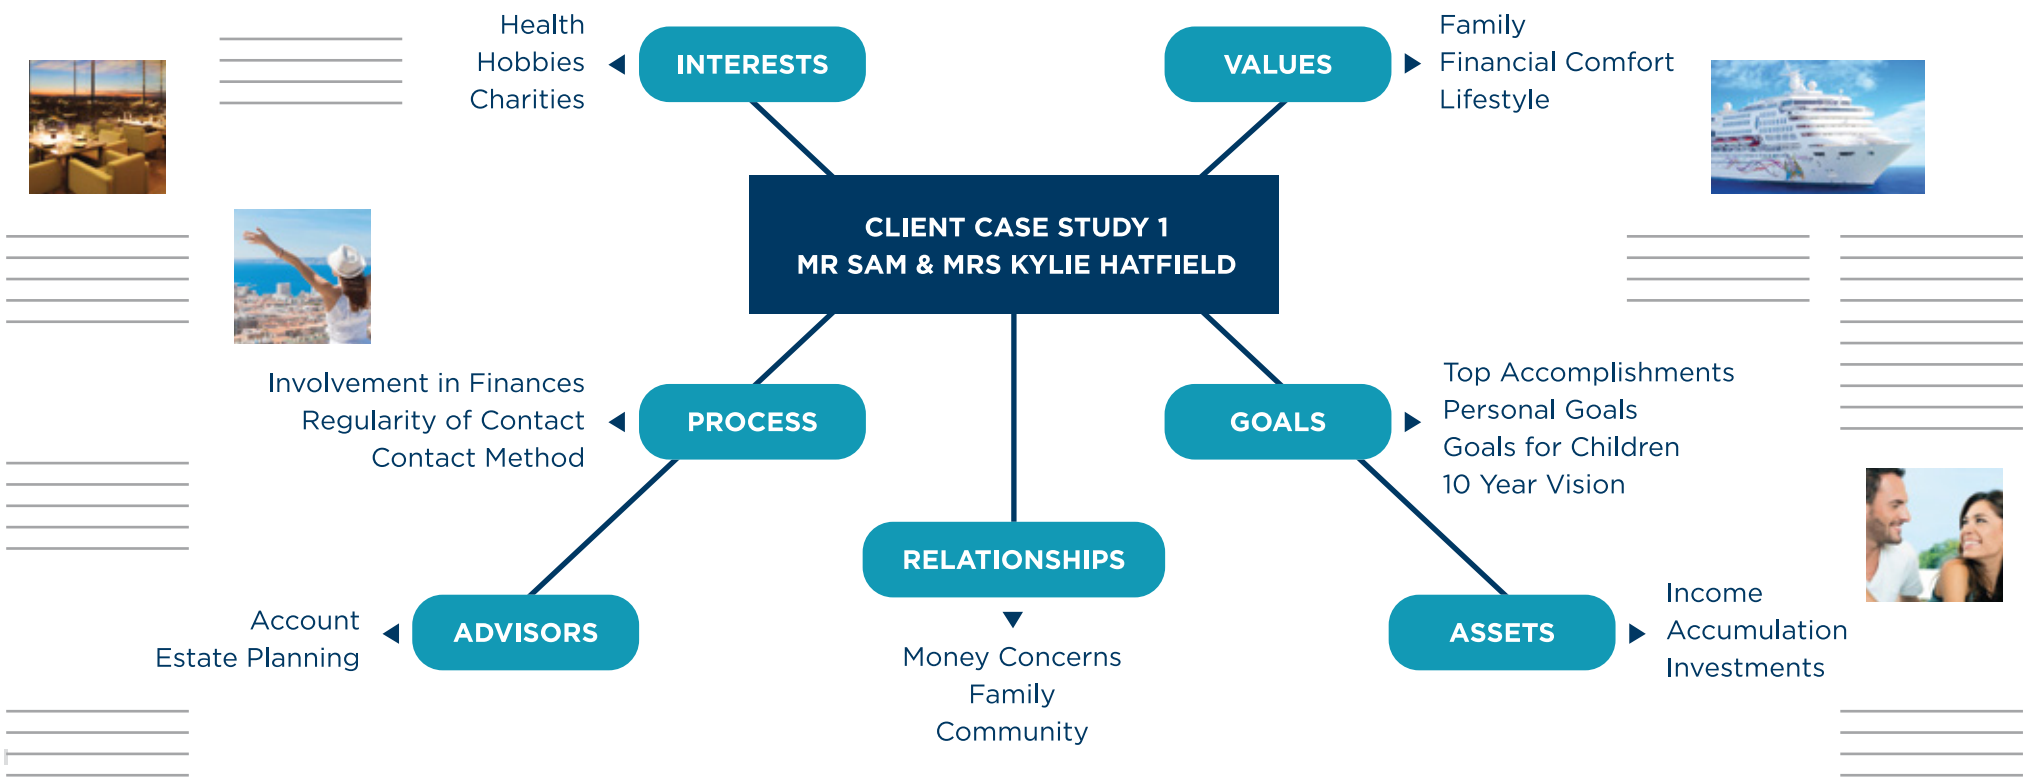 Health
Hobbies
Charities
INTERESTS
VALUES
Family
Financial Comfort
Lifestyle
CLIENT CASE STUDY 1
MR SAM & MRS KYLIE HATFIELD
Involvement in Finances
Regularity of Contact
Contact Method
PROCESS
GOALS
Top Accomplishments
Personal Goals
Goals for Children
10 Year Vision
Account
Estate Planning
ADVISORS
RELATIONSHIPS
Money Concerns
Family
Community
ASSETS
Income
Accumulation
Investments